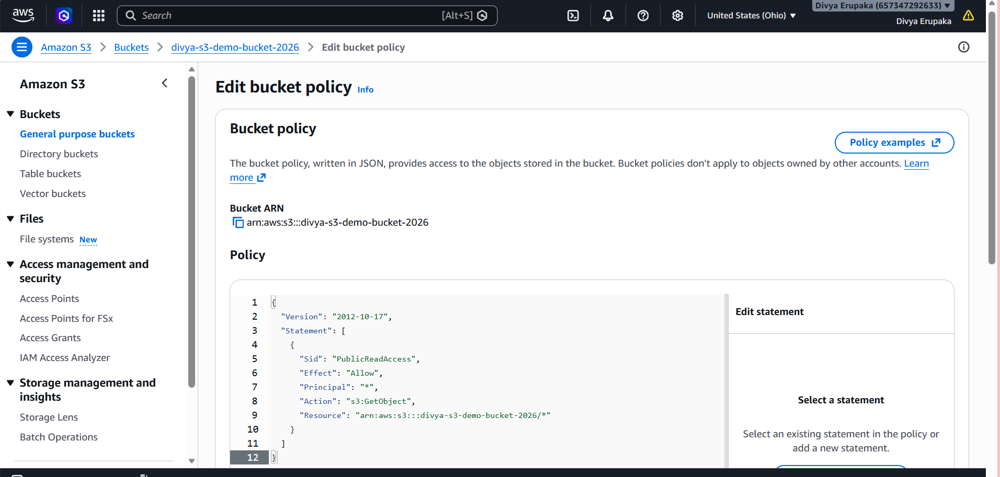 aws
Search
[Alt+S]
United States (Ohio)
Divya Erupaka (657347292633)
Divya Erupaka
Amazon S3
Buckets
divya-s3-demo-bucket-2026
Edit bucket policy
Amazon S3
Buckets
General purpose buckets
Directory buckets
Table buckets
Vector buckets
Files
File systems New
Access management and
security
Access Points
Access Points for FSx
Access Grants
IAM Access Analyzer
Storage management and
insights
Storage Lens
Batch Operations
Edit bucket policy Info
Bucket policy
Policy examples
The bucket policy, written in JSON, provides access to the objects stored in the bucket. Bucket policies don't apply to objects owned by other accounts. Learn
more
Bucket ARN
arn:aws:s3:::divya-s3-demo-bucket-2026
Policy
1 {
2 "Version": "2012-10-17",
3 "Statement": [
4 {
5 "Sid": "PublicReadAccess",
6 "Effect": "Allow",
7 "Principal": "*",
8 "Action": "s3:GetObject",
9 "Resource": "arn:aws:s3:::divya-s3-demo-bucket-2026/*"
10 }
11 ]
12 }
Edit statement
Select a statement
Select an existing statement in the policy or
add a new statement.